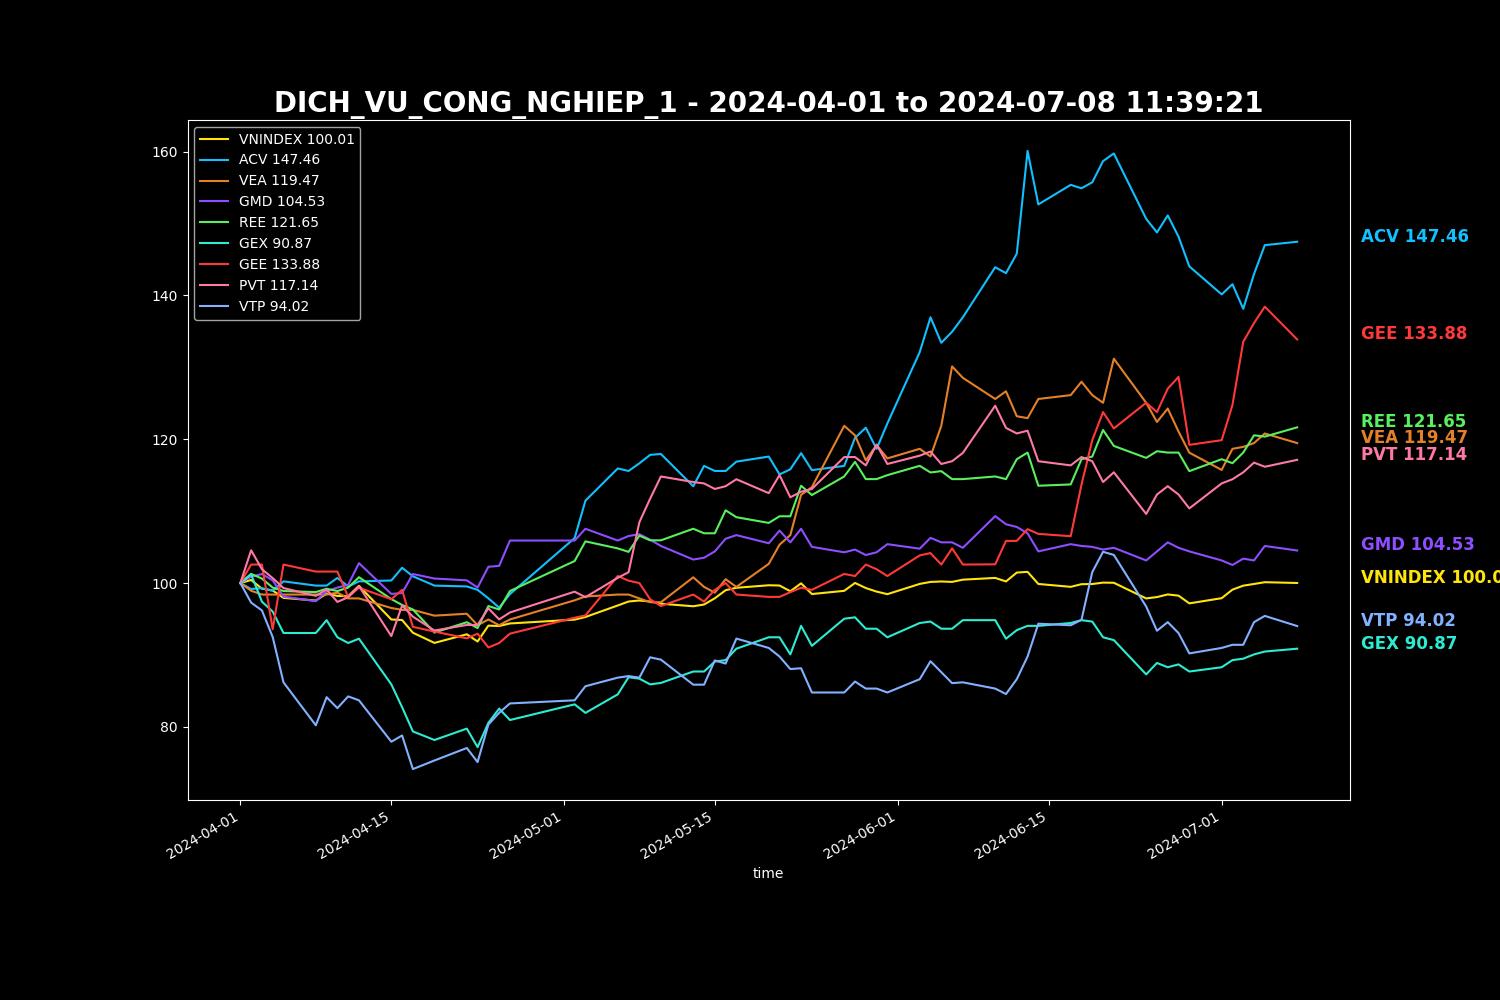 DICH_VU_CONG_NGHIEP_1 - 2024-04-01 to 2024-07-08 11:39:21
VNINDEX 100.01
ACV 147.46
VEA 119.47
GMD 104.53
REE 121.65
GEX 90.87
GEE 133.88
PVT 117.14
VTP 94.02
160
140
120
100
80
ACV 147.46
GEE 133.88
REE 121.65
VEA 119.47
PVT 117.14
GMD 104.53
VNINDEX 100.0
VTP 94.02
GEX 90.87
2024-04-01
2024-04-15
2024-05-01
2024-05-15
2024-06-01
2024-06-15
2024-07-01
time